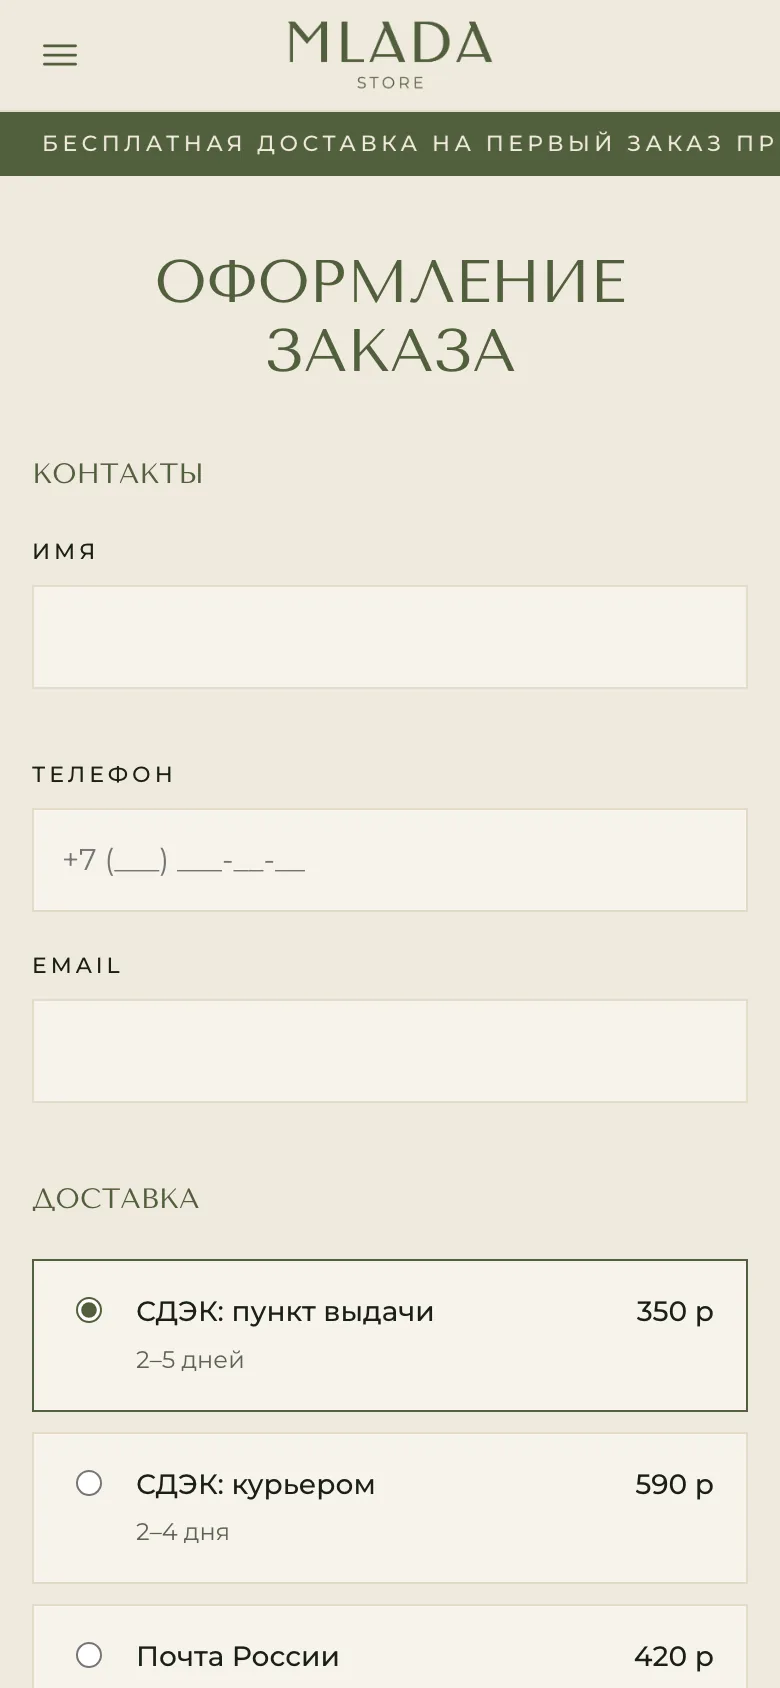 MLADA
STORE
БЕСПЛАТНАЯ ДОСТАВКА НА ПЕРВЫЙ ЗАКАЗ ПР
ОФОРМЛЕНИЕ
ЗАКАЗА
КОНТАКТЫ
ИМЯ
ТЕЛЕФОН
+7 (___) ___-__-__
EMAIL
ДОСТАВКА
СДЭК: пункт выдачи 350 р
2–5 дней
СДЭК: курьером 590 р
2–4 дня
Почта России 420 р